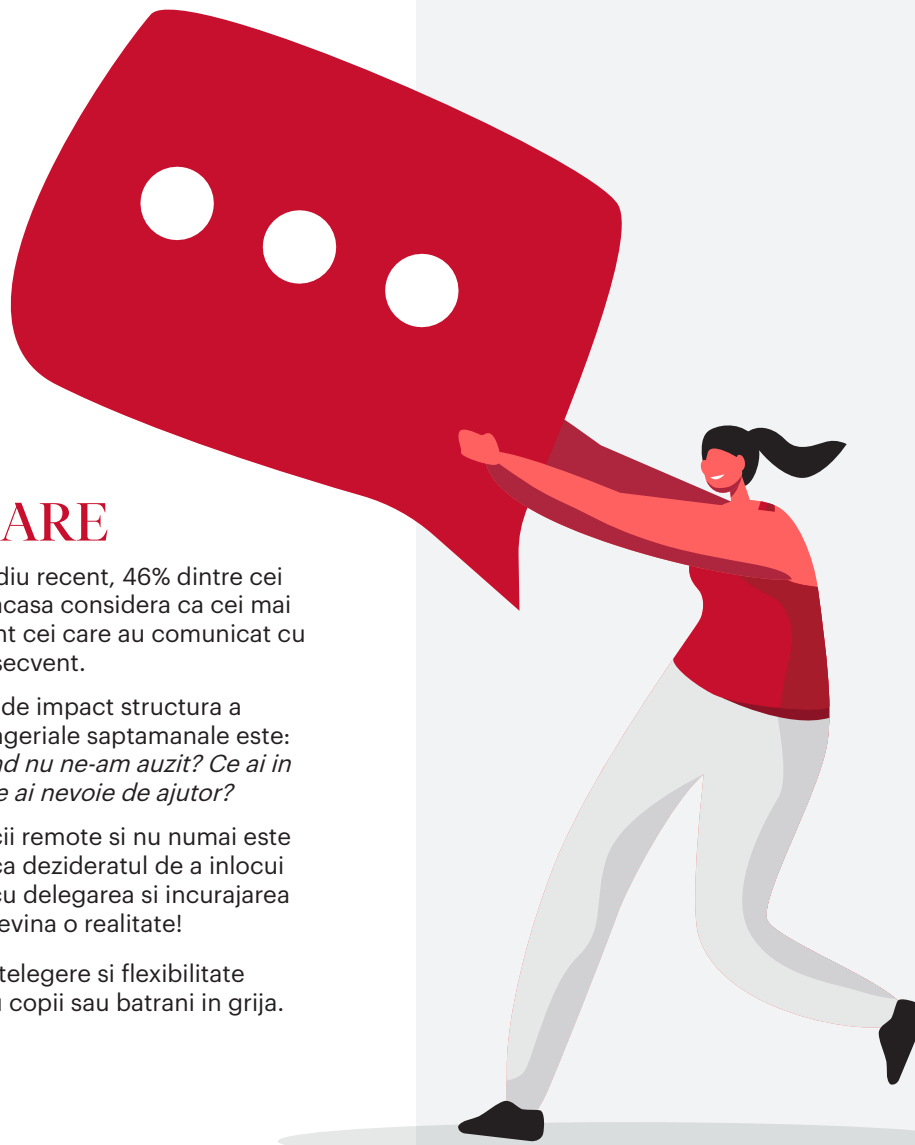 ARE
diu recent, 46% dintre cei
acasa considera ca cei mai
nt cei care au comunicat cu
secvent.
de impact structura a
ageriale saptamanale este:
nd nu ne-am auzit? Ce ai in
e ai nevoie de ajutor?
cii remote si nu numai este
ca dezideratul de a inlocui
cu delegarea si incurajarea
evina o realitate!
telegere si flexibilitate
u copii sau batrani in grija.